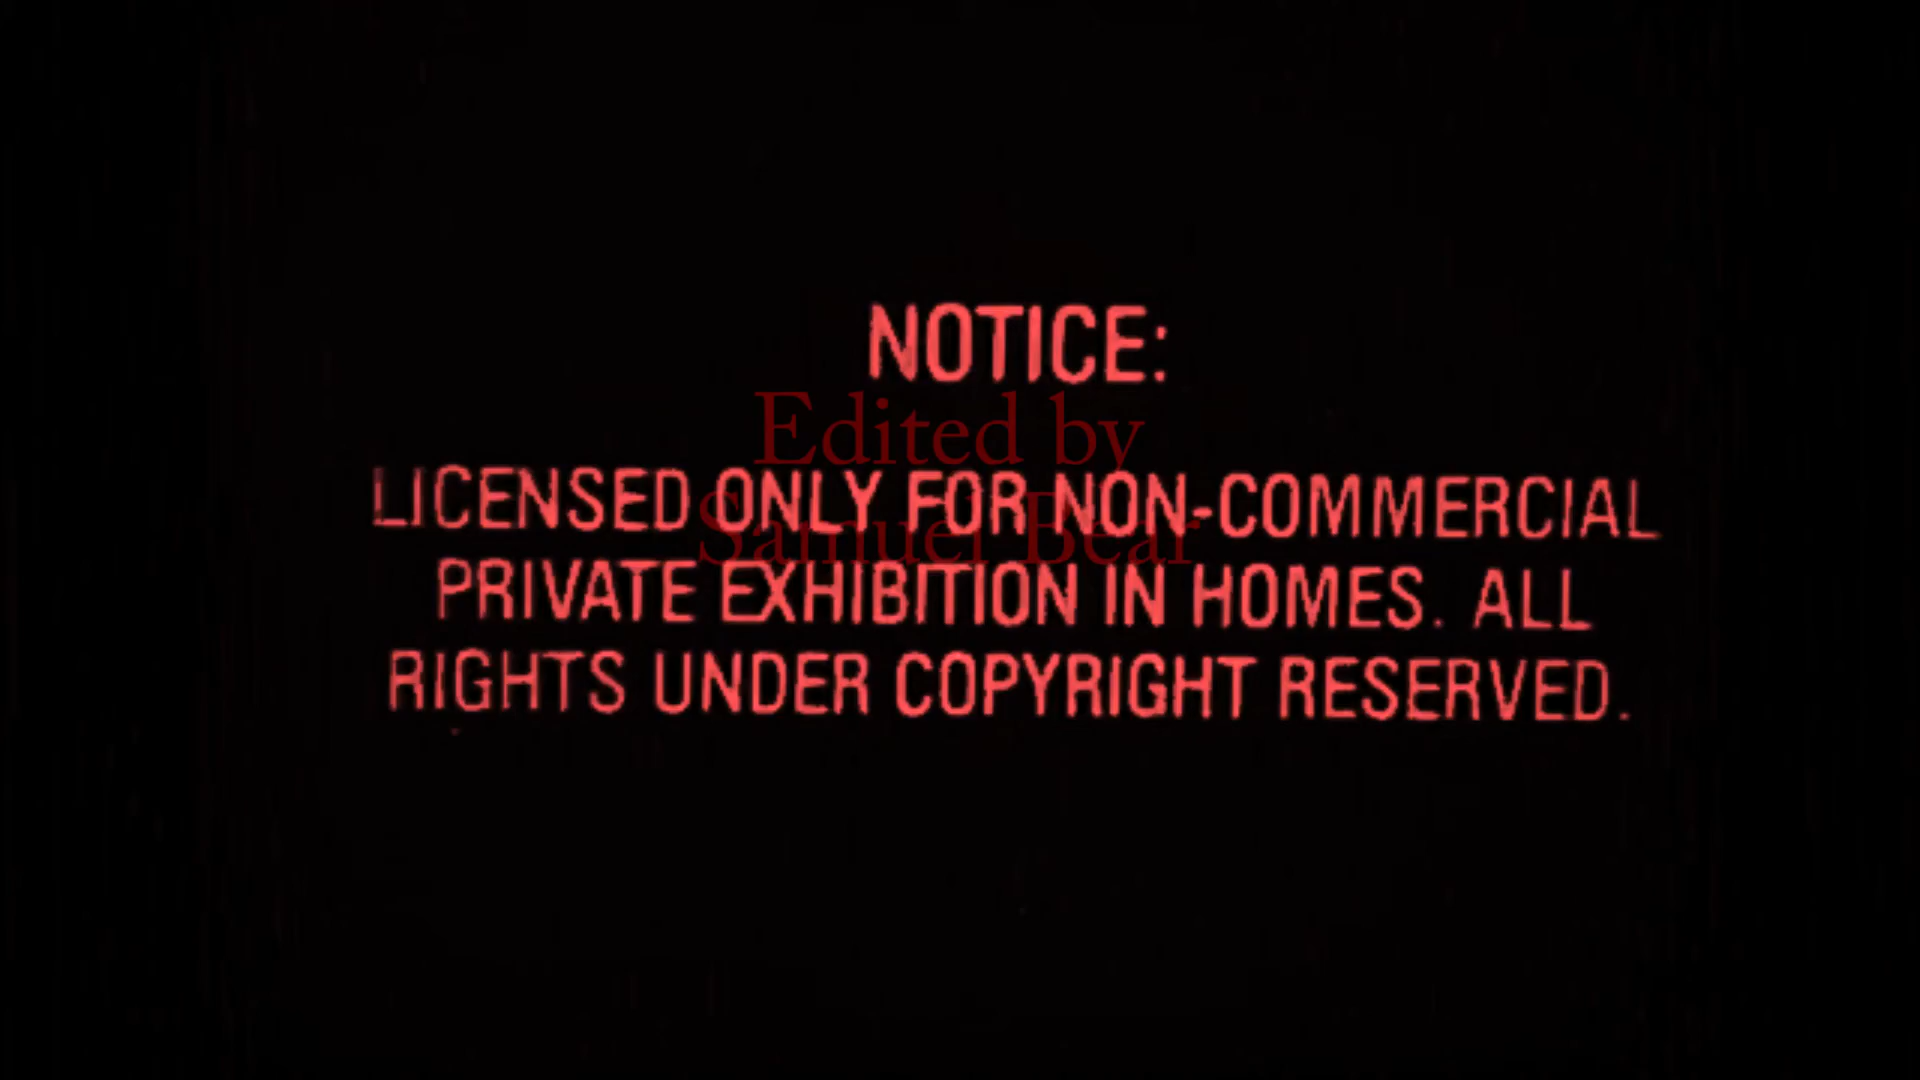 NOTICE:
Edited by
LICENSED ONLY FOR NON-COMMERCIAL
Samuel Bear
PRIVATE EXHIBITION IN HOMES. ALL
RIGHTS UNDER COPYRIGHT RESERVED.